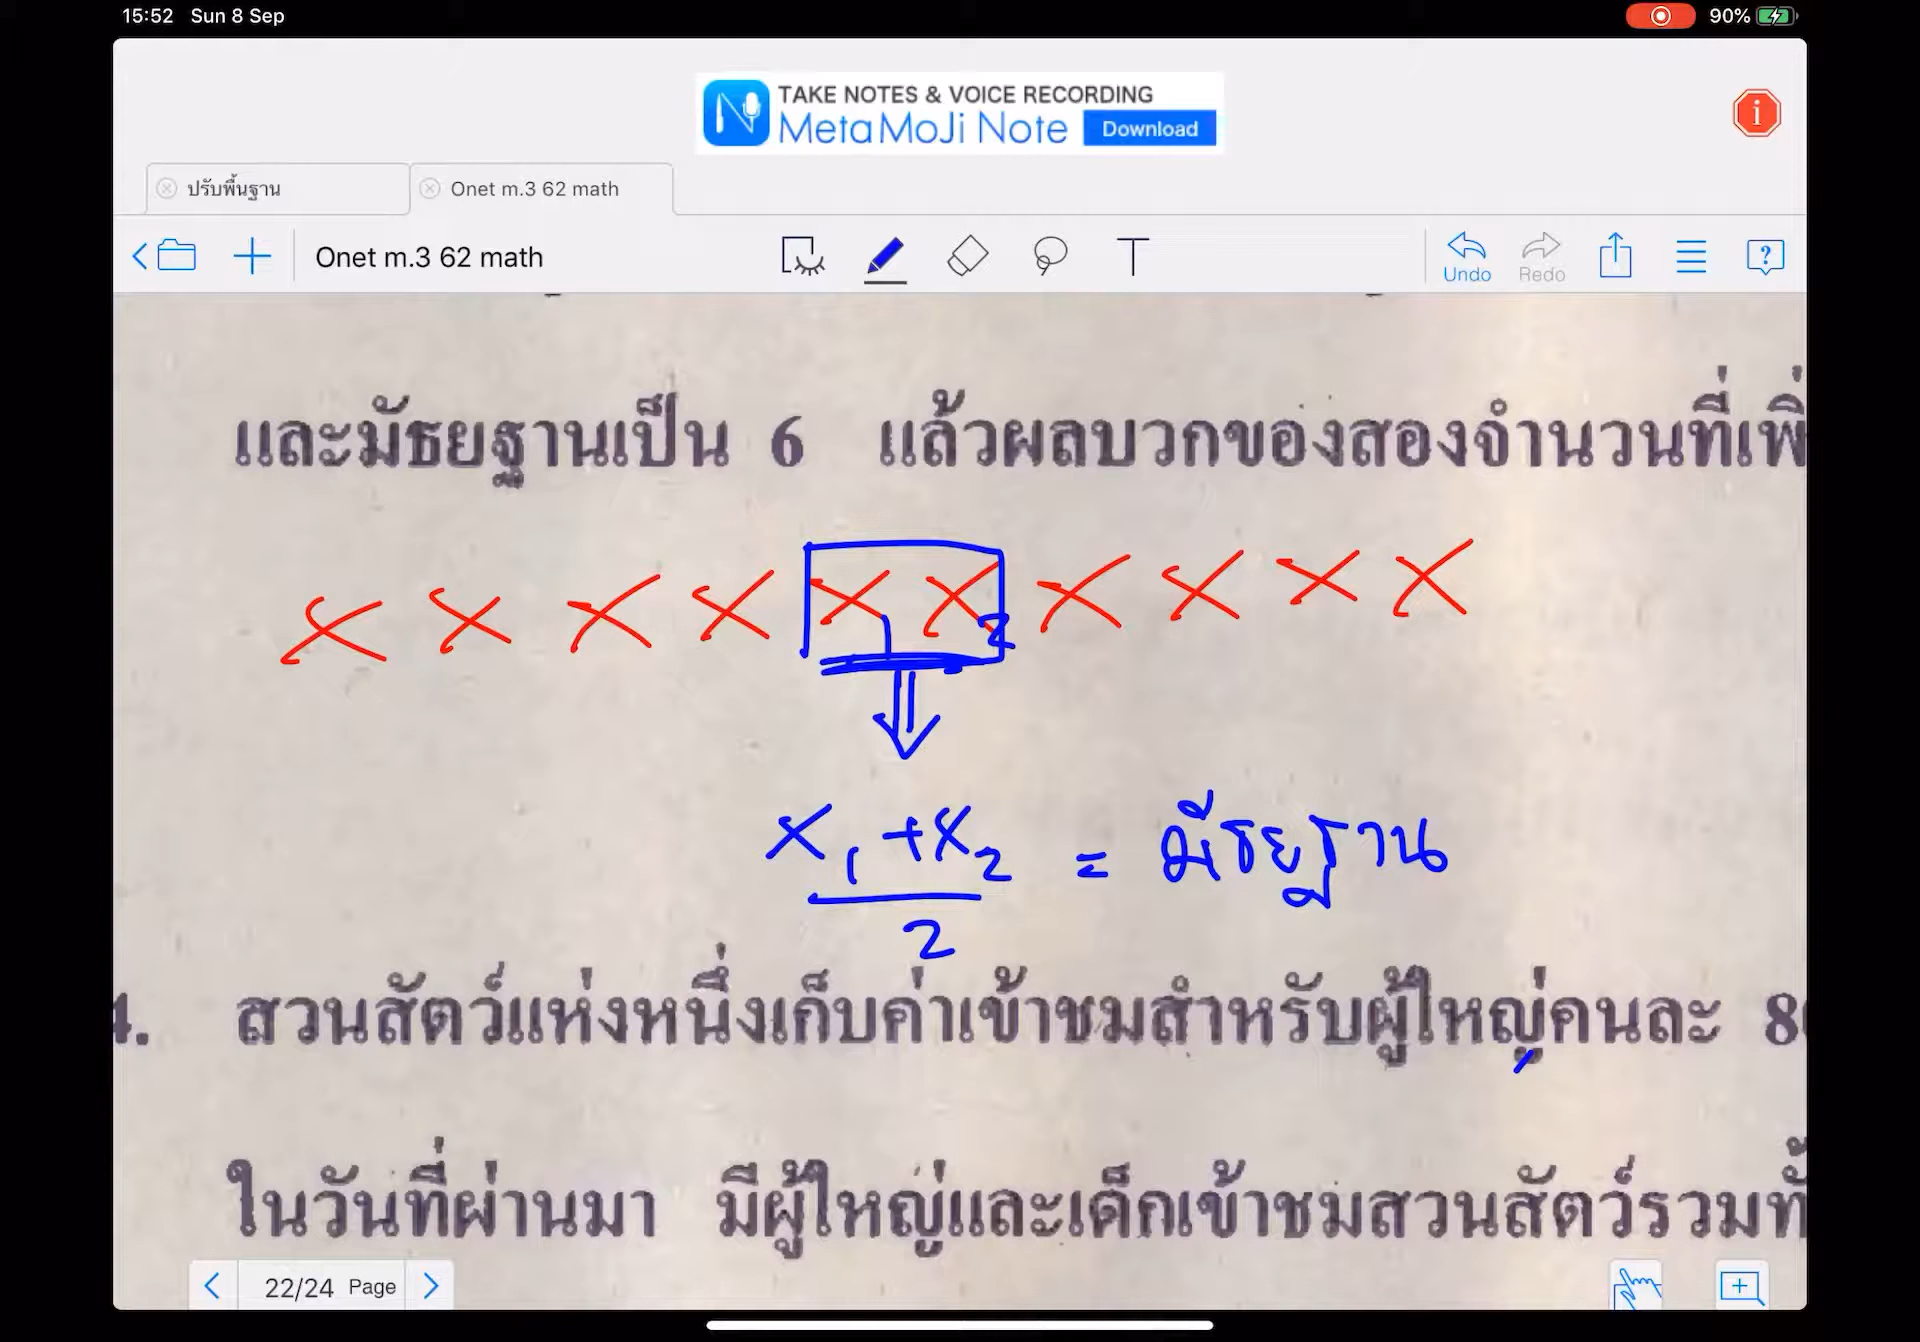 15:52 Sun 8 Sep 90%
TAKE NOTES & VOICE RECORDING
MetaMoJi Note Download
ปรับพื้นฐาน Onet m.3 62 math
Onet m.3 62 math T Undo Redo
และมัธยฐานเป็น 6 แล้วผลบวกของสองจำนวนที่เพิ่
X X X X X X X X X X
1 2
X₁ + X₂ = มัธยฐาน
2
4. สวนสัตว์แห่งหนึ่งเก็บค่าเข้าชมสำหรับผู้ใหญ่คนละ 8
ในวันที่ผ่านมา มีผู้ใหญ่และเด็กเข้าชมสวนสัตว์รวมทั้
22/24 Page